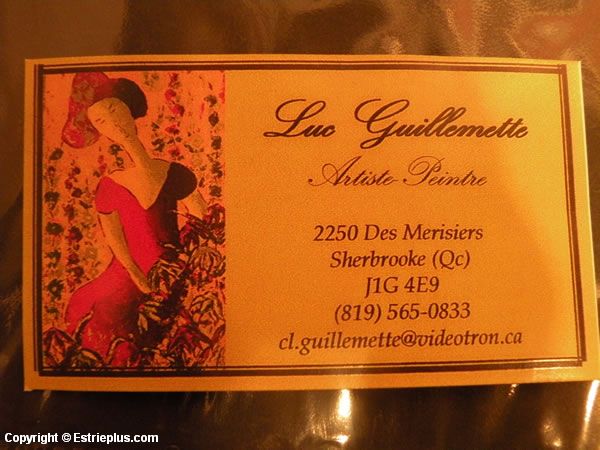 Luc Guillemette
Artiste-Peintre
2250 Des Merisiers
Sherbrooke (Qc)
J1G 4E9
(819) 565-0833
cl.guillemette@videotron.ca
Copyright © Estrieplus.com